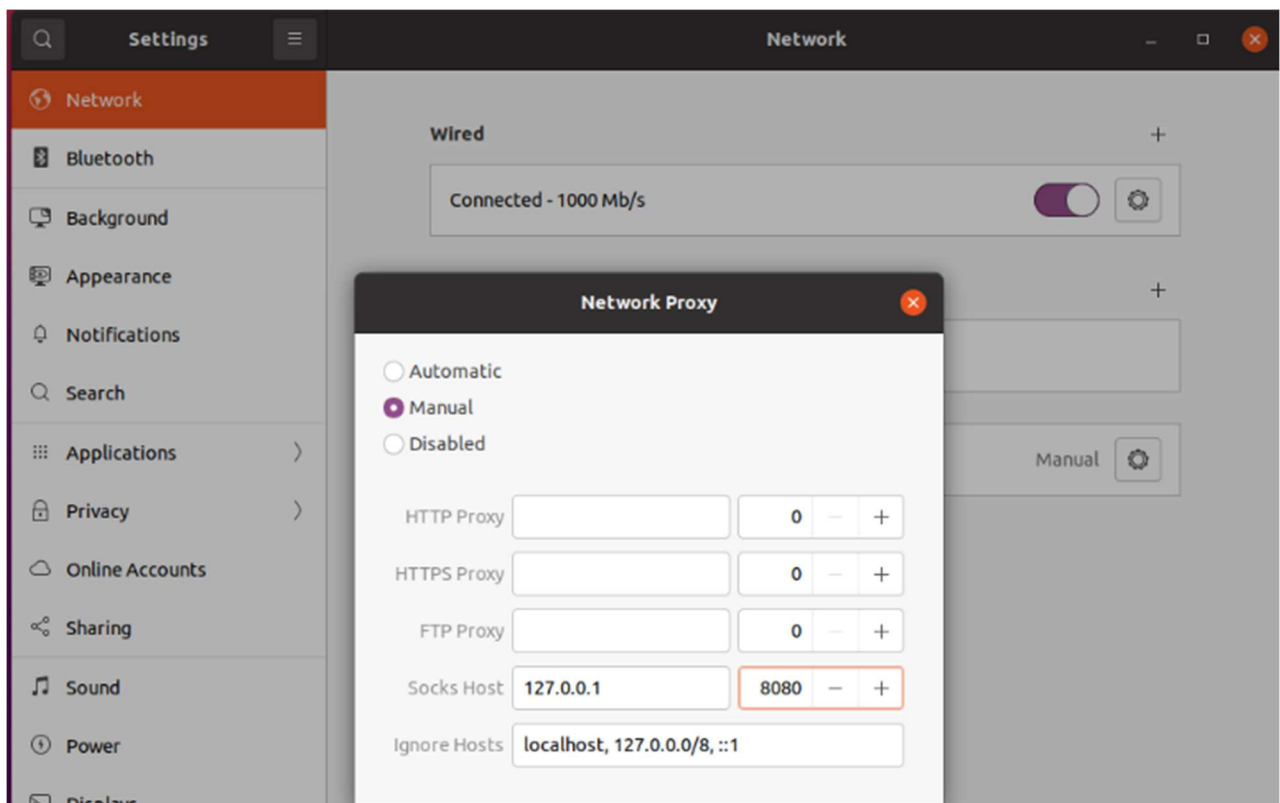 Settings
Network
Network
Bluetooth
Background
Appearance
Notifications
Search
Applications
Privacy
Online Accounts
Sharing
Sound
Power
Displays
Wired
Connected - 1000 Mb/s
Manual
Network Proxy
Automatic
Manual
Disabled
HTTP Proxy 0 − +
HTTPS Proxy 0 − +
FTP Proxy 0 − +
Socks Host 127.0.0.1 8080 − +
Ignore Hosts localhost, 127.0.0.0/8, ::1